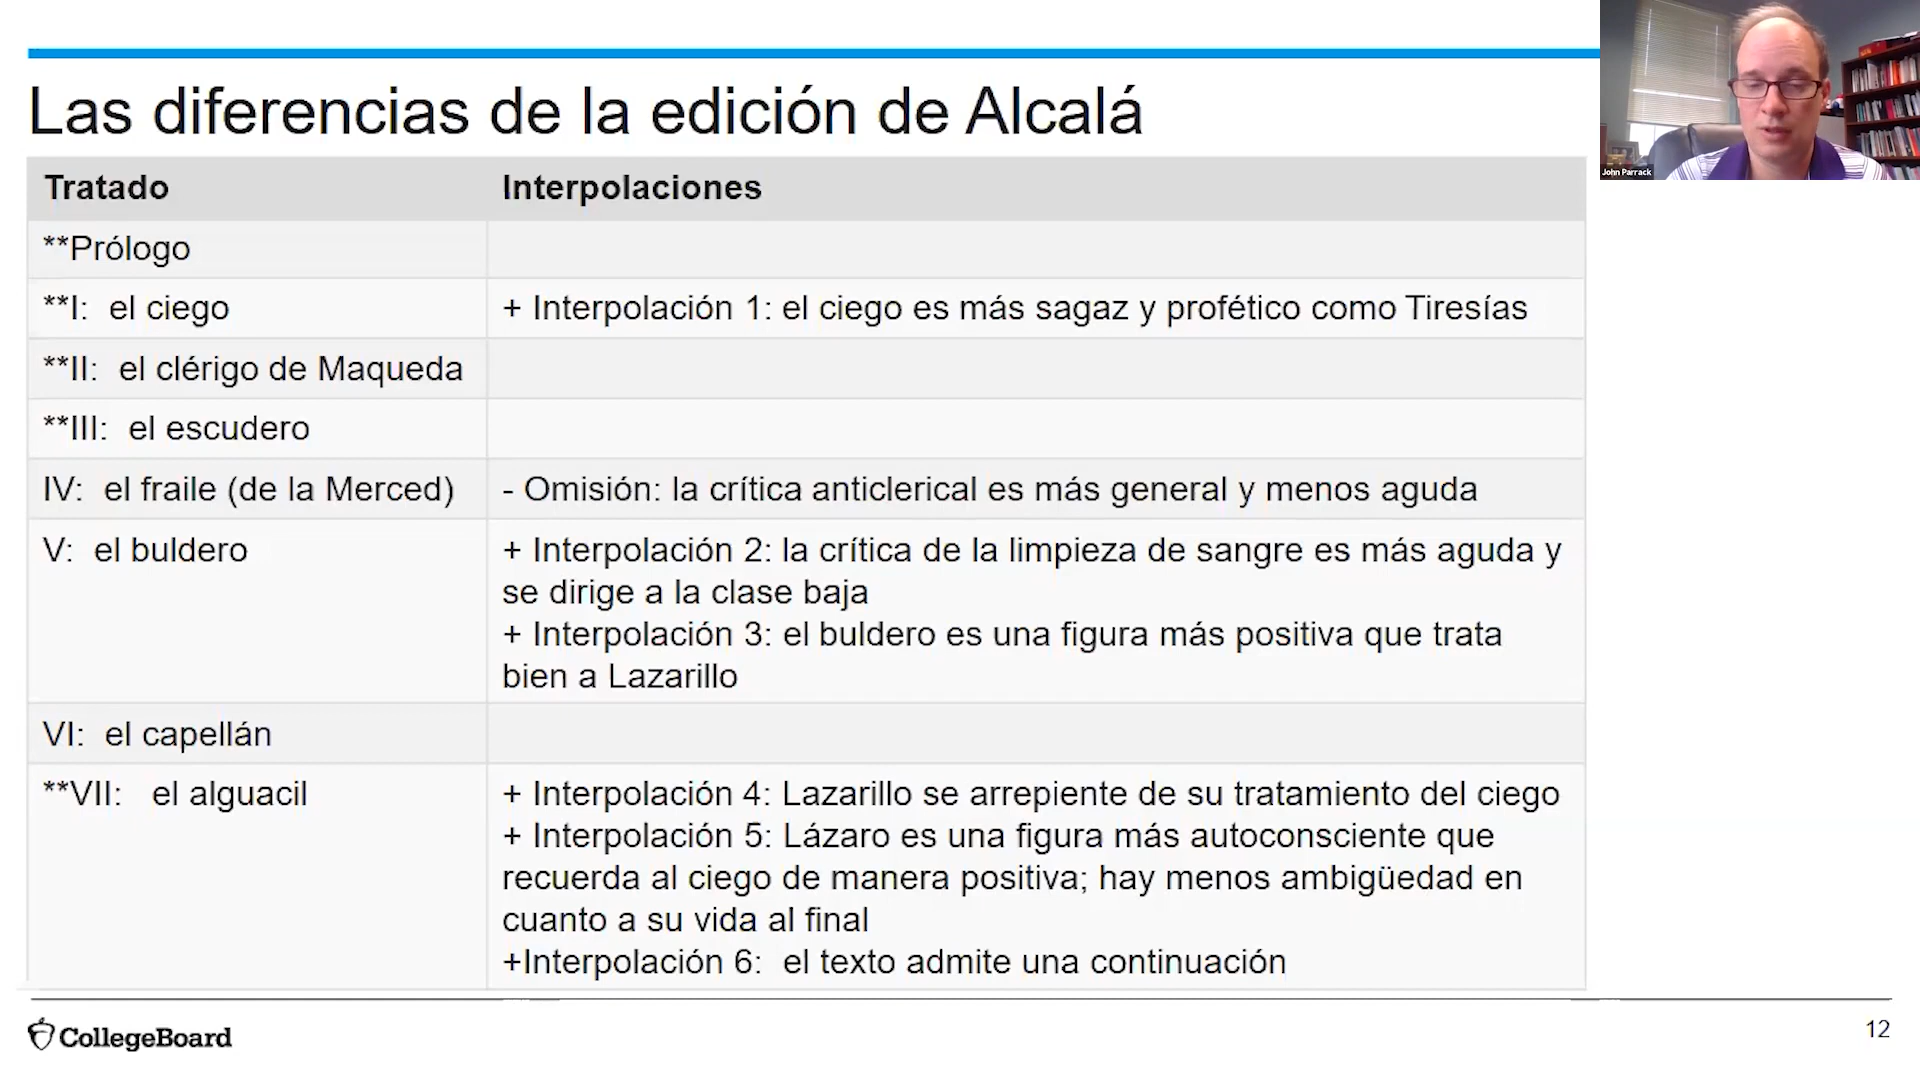 Las diferencias de la edición de Alcalá
John Parrack
Tratado Interpolaciones
**Prólogo
**I: el ciego + Interpolación 1: el ciego es más sagaz y profético como Tiresías
**II: el clérigo de Maqueda
**III: el escudero
IV: el fraile (de la Merced) - Omisión: la crítica anticlerical es más general y menos aguda
V: el buldero + Interpolación 2: la crítica de la limpieza de sangre es más aguda y
se dirige a la clase baja
+ Interpolación 3: el buldero es una figura más positiva que trata
bien a Lazarillo
VI: el capellán
**VII: el alguacil + Interpolación 4: Lazarillo se arrepiente de su tratamiento del ciego
+ Interpolación 5: Lázaro es una figura más autoconsciente que
recuerda al ciego de manera positiva; hay menos ambigüedad en
cuanto a su vida al final
+Interpolación 6: el texto admite una continuación
CollegeBoard
12